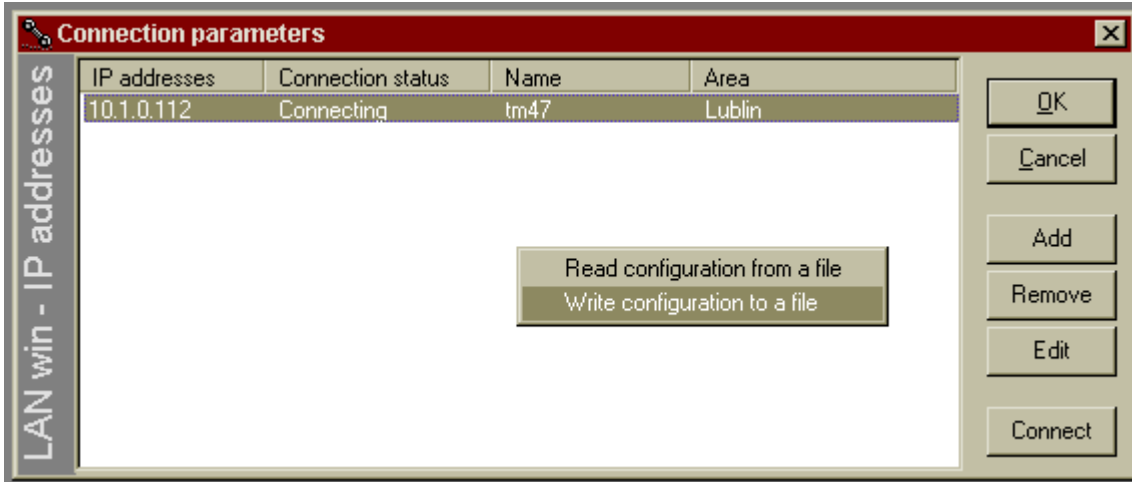 Connection parameters
LAN win - IP addresses
IP addresses Connection status Name Area
10.1.0.112 Connecting tm47 Lublin
Read configuration from a file
Write configuration to a file
OK
Cancel
Add
Remove
Edit
Connect